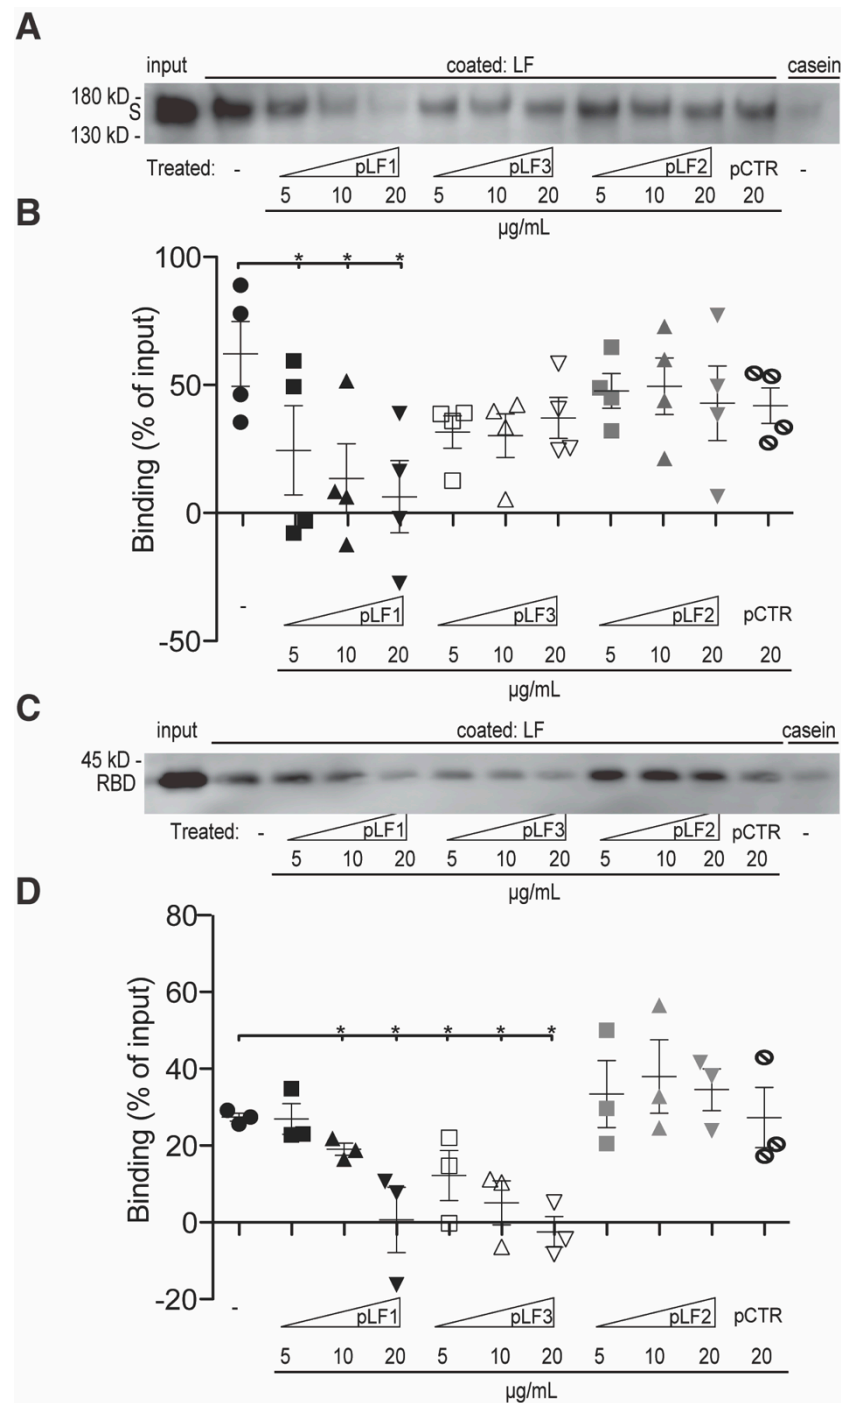 A
input coated: LF casein
180 kD -
S
130 kD -
Treated: - pLF1 pLF3 pLF2 pCTR -
5 10 20 5 10 20 5 10 20 20
µg/mL
B
Binding (% of input)
100
50
0
-50
* * *
- pLF1 pLF3 pLF2 pCTR
5 10 20 5 10 20 5 10 20 20
µg/mL
C
input coated: LF casein
45 kD -
RBD
Treated: - pLF1 pLF3 pLF2 pCTR -
5 10 20 5 10 20 5 10 20 20
µg/mL
D
Binding (% of input)
80
60
40
20
0
-20
* * * * *
- pLF1 pLF3 pLF2 pCTR
5 10 20 5 10 20 5 10 20 20
µg/mL